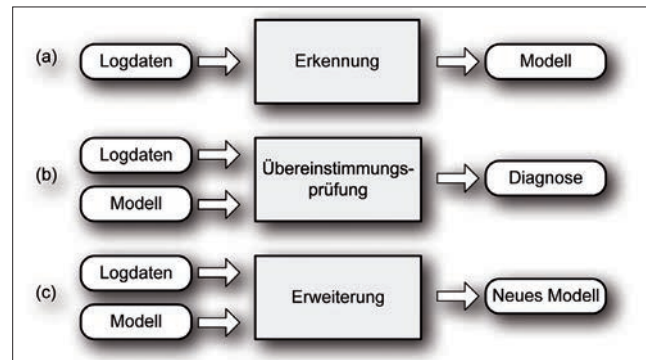 (a)
Logdaten
Erkennung
Modell
(b)
Logdaten
Modell
Übereinstimmungs-
prüfung
Diagnose
(c)
Logdaten
Modell
Erweiterung
Neues Modell